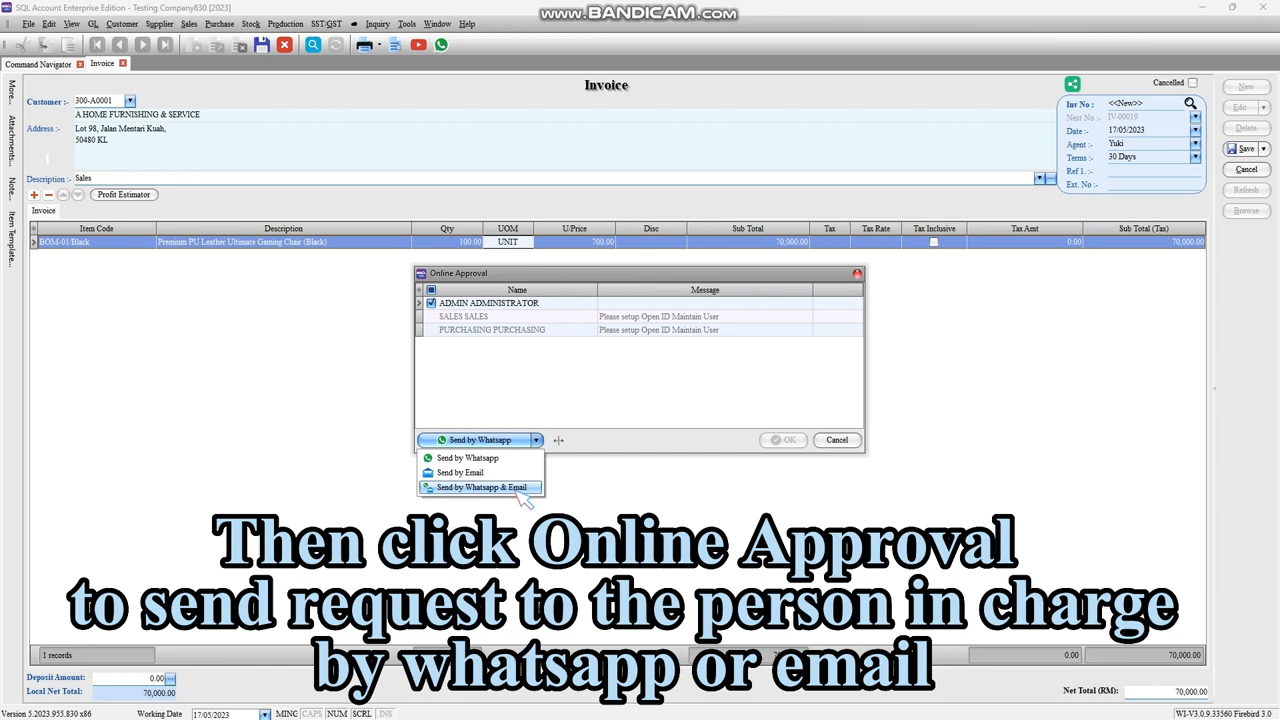 SQL Account Enterprise Edition - Testing Company830 [2023]
www.BANDICAM.com
File Edit View GL Customer Supplier Sales Purchase Stock Production SST/GST Inquiry Tools Window Help
Command Navigator Invoice
More...
Attachments...
Note...
Item Template...
Invoice
Cancelled
Customer :- 300-A0001
A HOME FURNISHING & SERVICE
Address :- Lot 98, Jalan Mentari Kuah,
50480 KL
Description :- Sales
Inv No : <<New>>
Next No : IV-00019
Date :- 17/05/2023
Agent :- Yuki
Terms :- 30 Days
Ref 1. :-
Ext. No :-
New
Edit
Delete
Save
Cancel
Refresh
Browse
Profit Estimator
Invoice
Item Code Description Qty UOM U/Price Disc Sub Total Tax Tax Rate Tax Inclusive Tax Amt Sub Total (Tax)
BOM-01/Black Premium PU Leather Ultimate Gaming Chair (Black) 100.00 UNIT 700.00 70,000.00 0.00 70,000.00
Online Approval
Name Message
ADMIN ADMINISTRATOR
SALES SALES Please setup Open ID Maintain User
PURCHASING PURCHASING Please setup Open ID Maintain User
Send by Whatsapp OK Cancel
Send by Whatsapp
Send by Email
Send by Whatsapp & Email
Then click Online Approval
to send request to the person in charge
by whatsapp or email
1 records 0.00 70,000.00
Deposit Amount: 0.00
Local Net Total: 70,000.00
Net Total (RM): 70,000.00
Version 5.2023.955.830 x86 Working Date 17/05/2023 MING CAPS NUM SCRL INS WI-V3.0.9.33560 Firebird 3.0